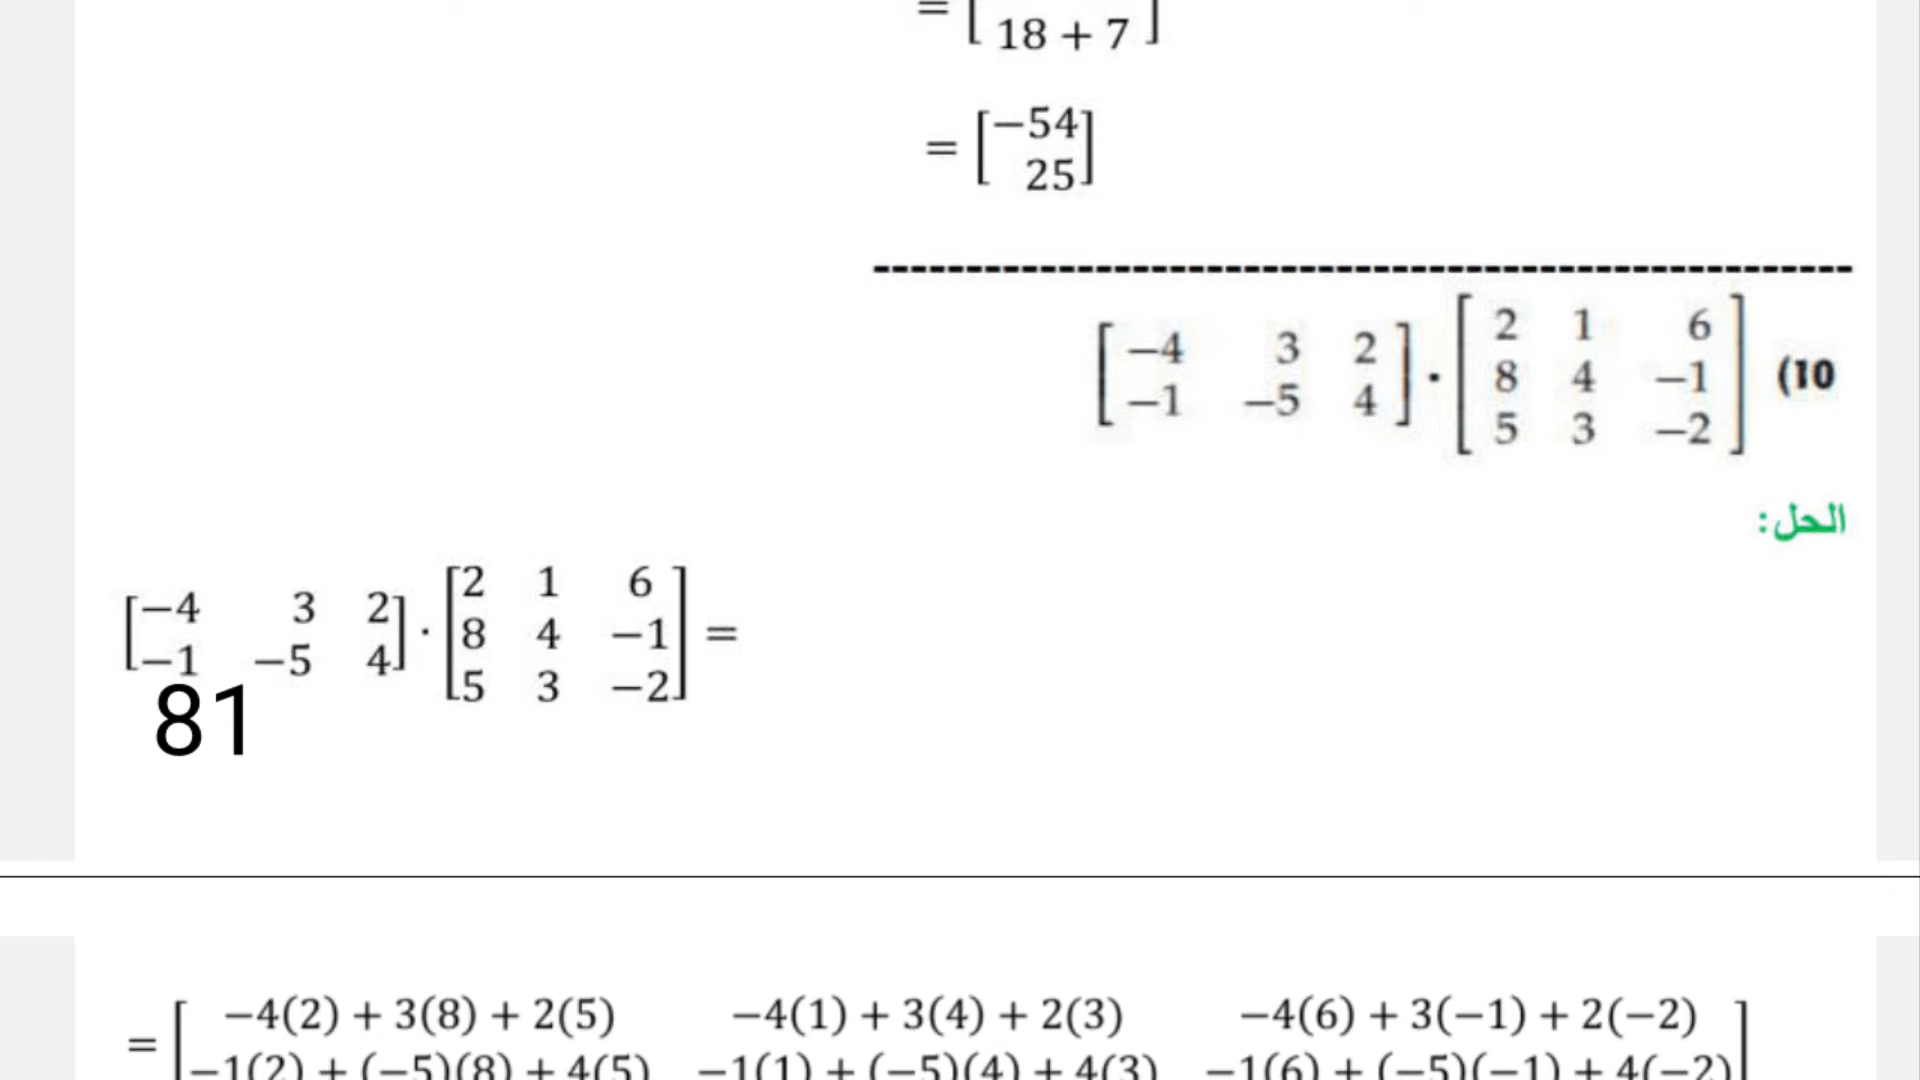 = [ 18 + 7 ]
= [ −54
25 ]
--------------------------------------------------
(10 [ −4 3 2
−1 −5 4 ] · [ 2 1 6
8 4 −1
5 3 −2 ]
الحل:
[ −4 3 2
−1 −5 4 ] · [ 2 1 6
8 4 −1
5 3 −2 ] =
81
= [ −4(2) + 3(8) + 2(5) −4(1) + 3(4) + 2(3) −4(6) + 3(−1) + 2(−2)
−1(2) + (−5)(8) + 4(5) −1(1) + (−5)(4) + 4(3) −1(6) + (−5)(−1) + 4(−2) ]